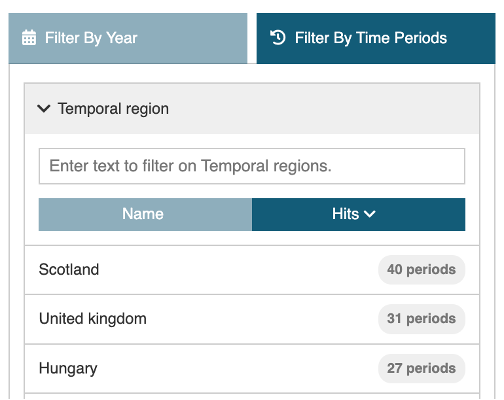 Filter By Year
Filter By Time Periods
Temporal region
Enter text to filter on Temporal regions.
Name
Hits
Scotland
40 periods
United kingdom
31 periods
Hungary
27 periods